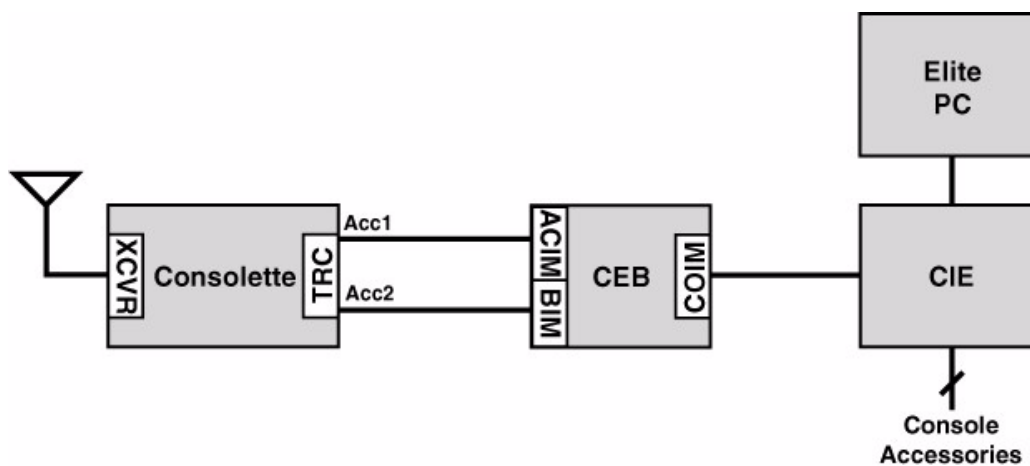 Elite
PC
XCVR
Consolette
TRC
Acc1
Acc2
ACIM
BIM
CEB
COIM
CIE
Console
Accessories